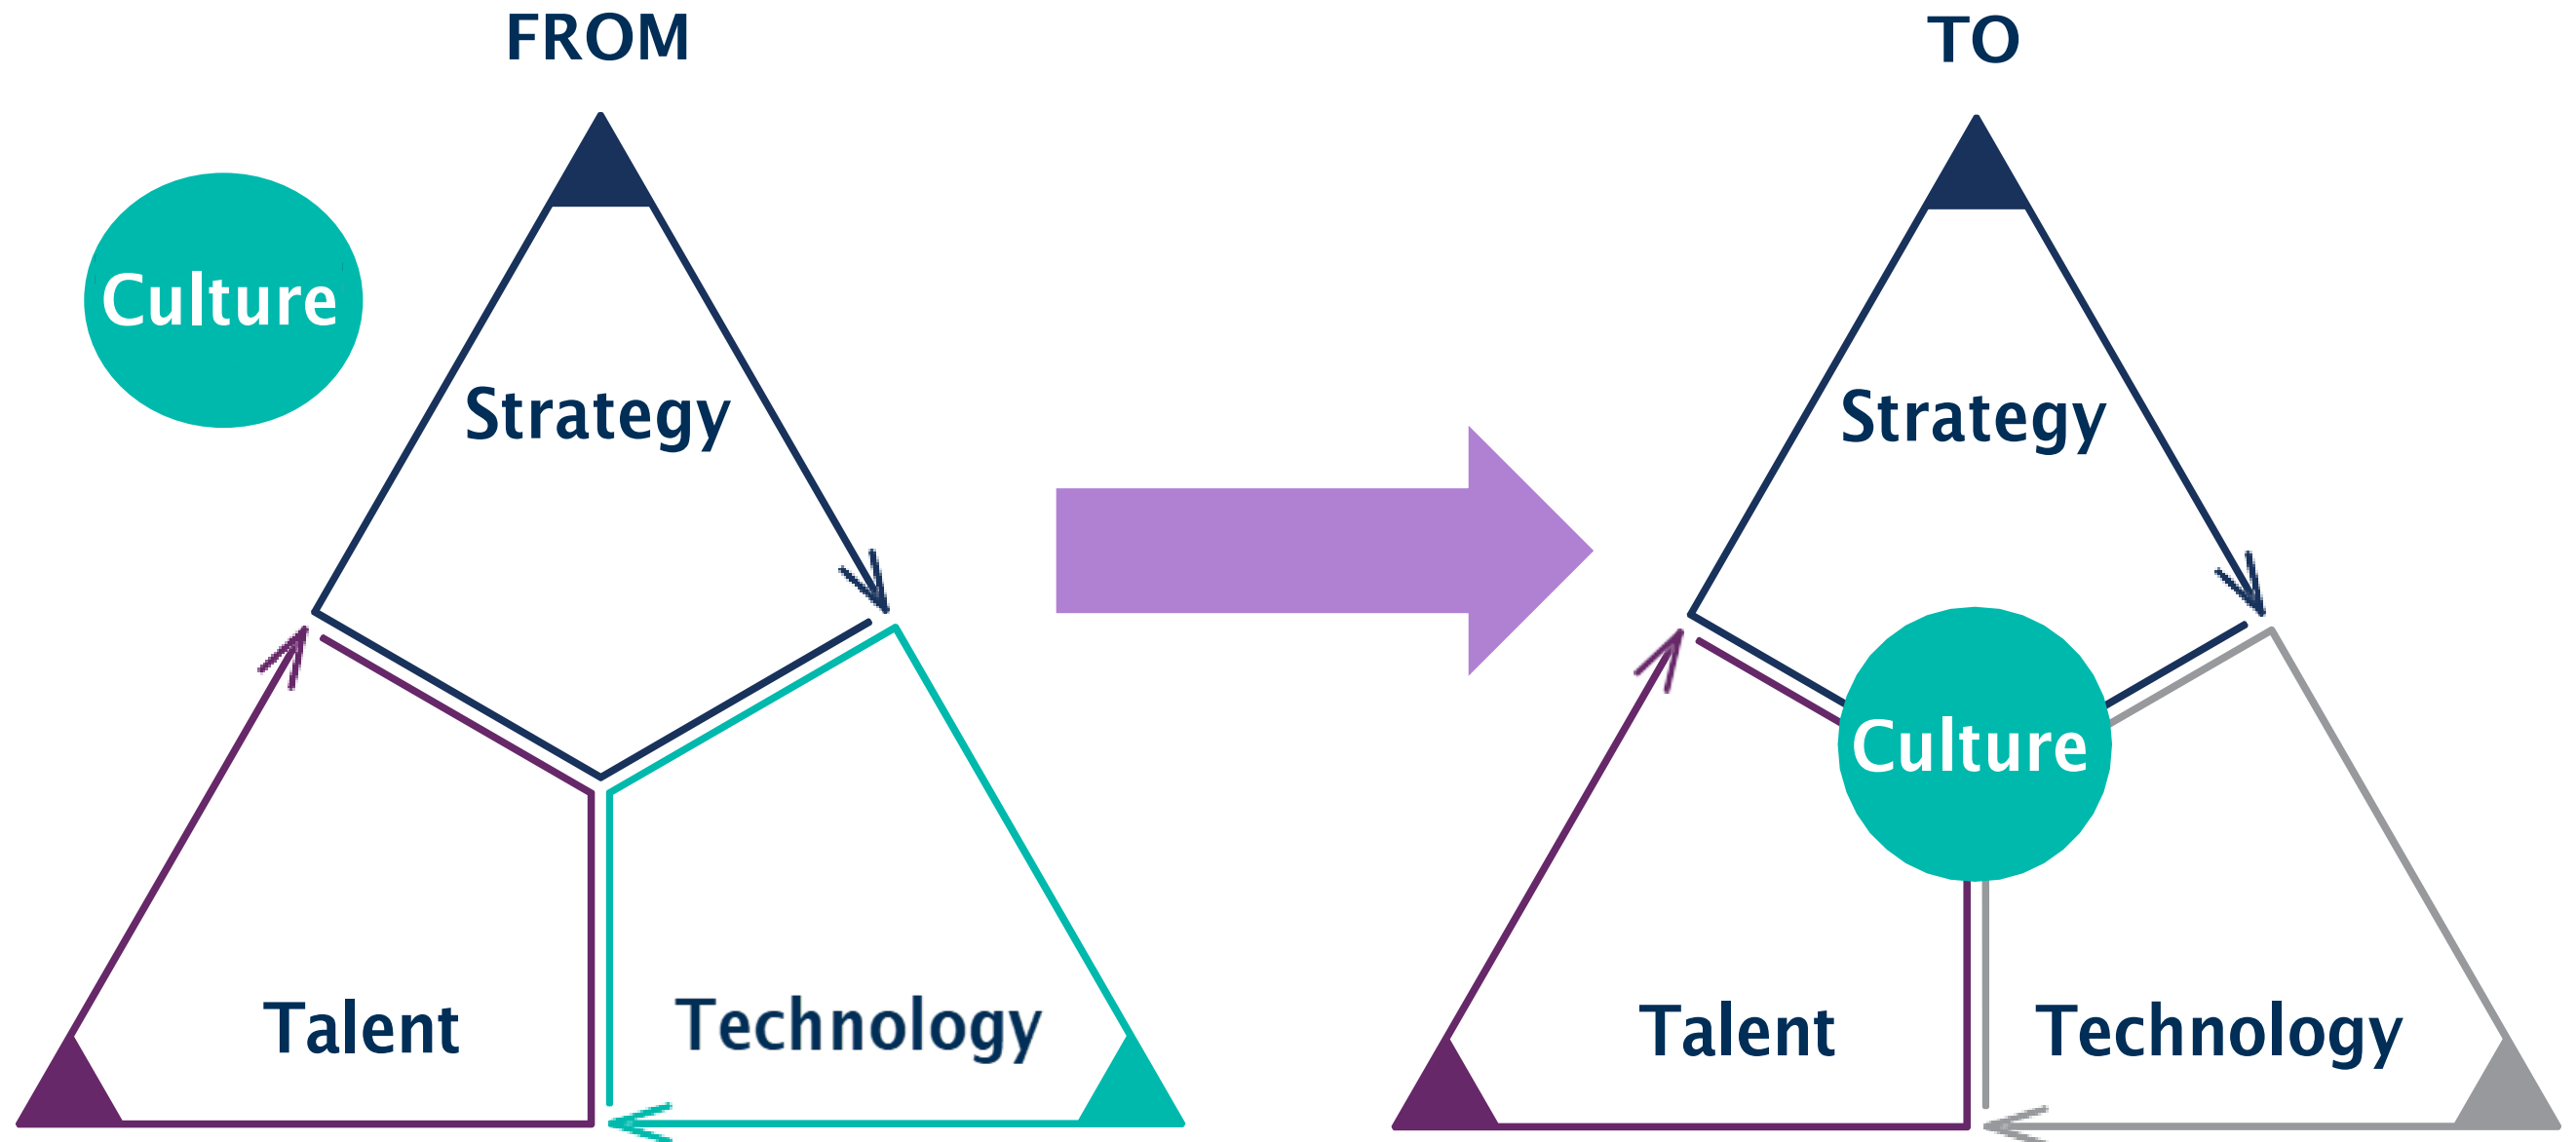 FROM
Culture
Strategy
Talent
Technology
TO
Strategy
Culture
Talent
Technology